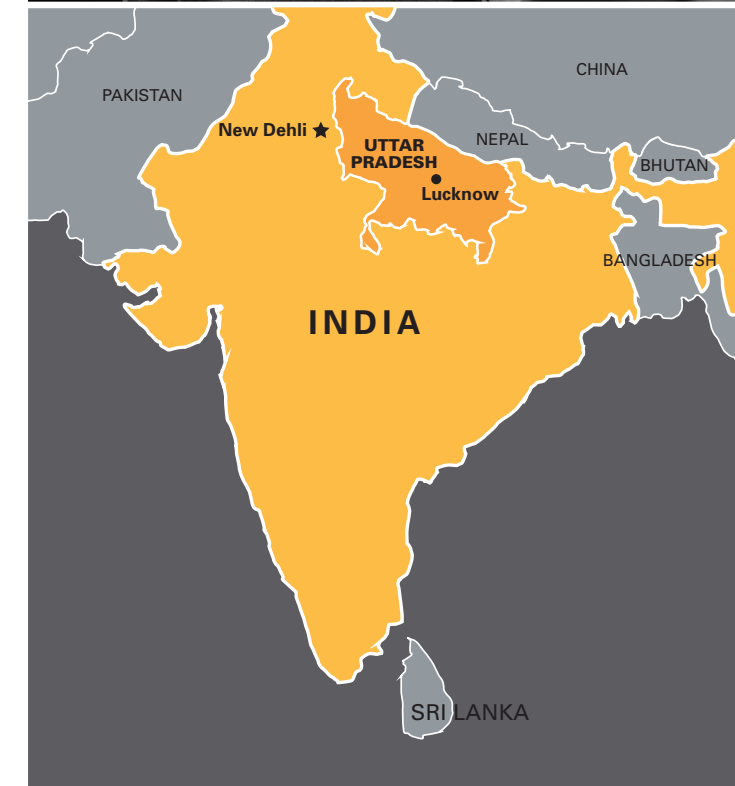 CHINA
PAKISTAN
New Dehli
NEPAL
UTTAR
PRADESH
BHUTAN
Lucknow
BANGLADESH
INDIA
SRI LANKA